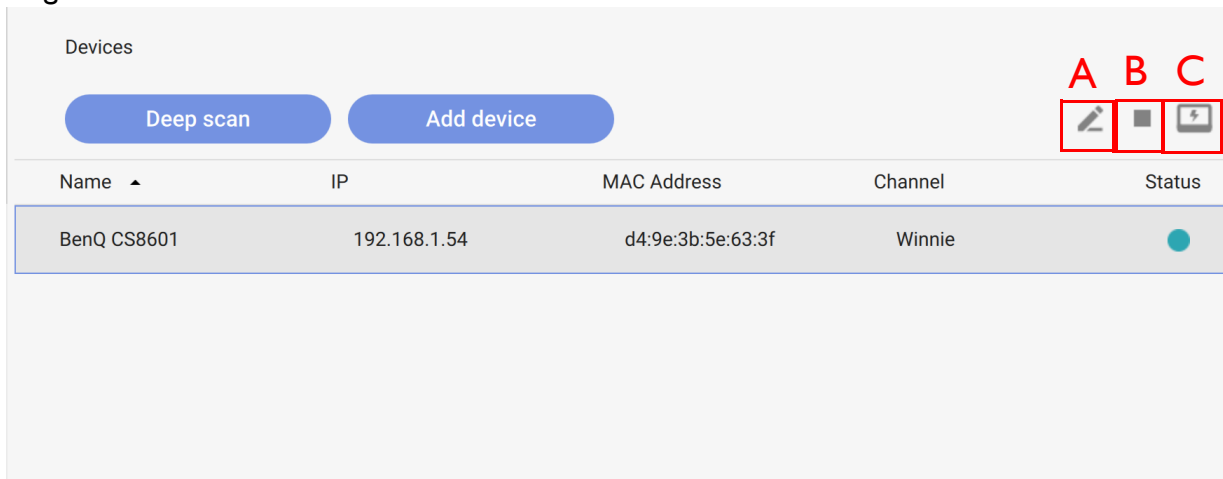 Devices
A B C
Deep scan Add device
Name IP MAC Address Channel Status
BenQ CS8601 192.168.1.54 d4:9e:3b:5e:63:3f Winnie